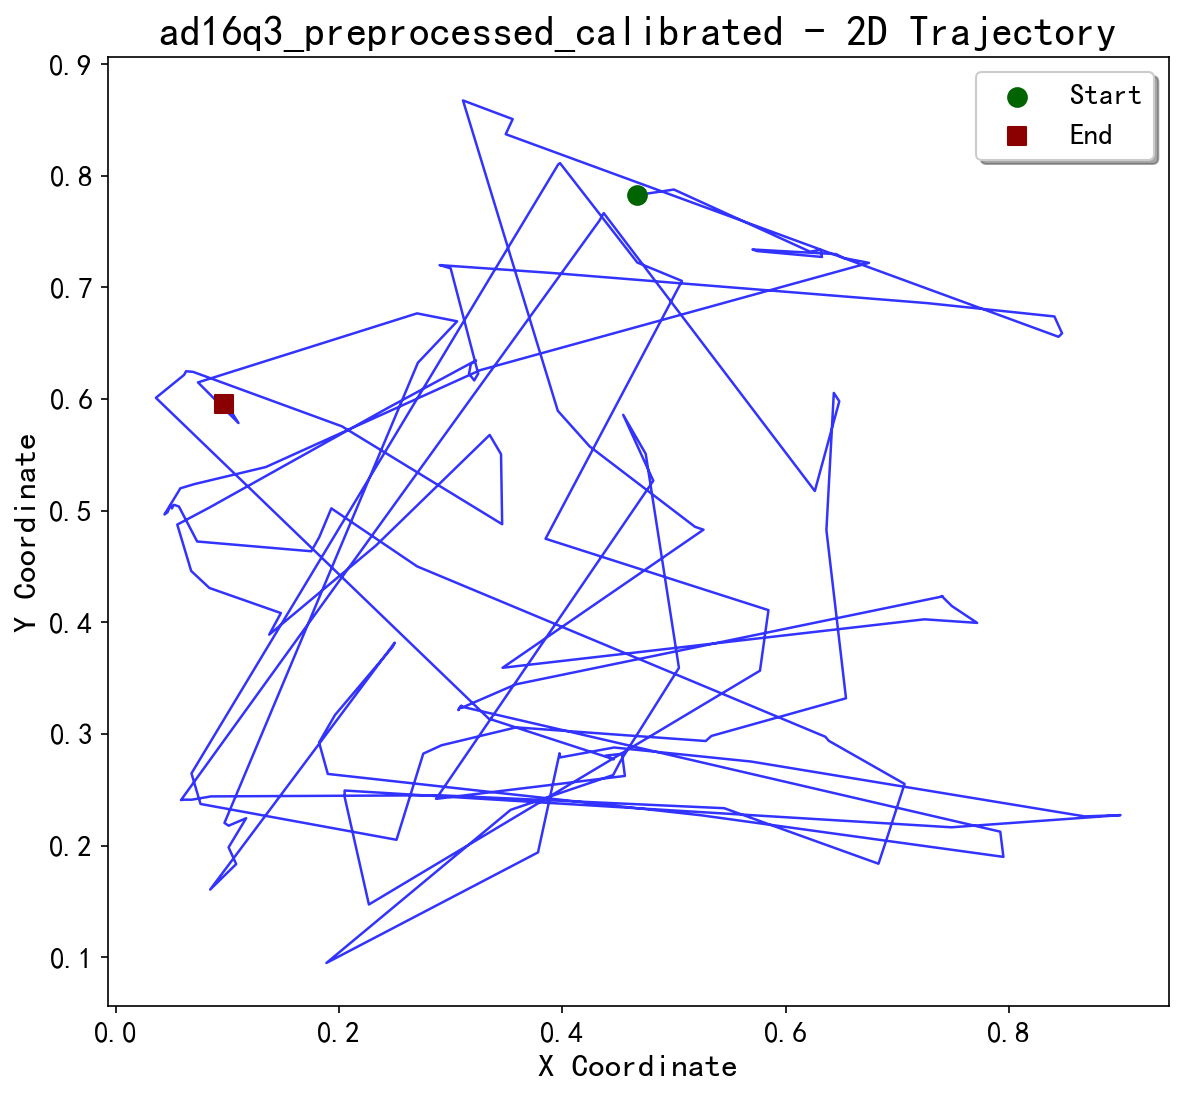 ad16q3_preprocessed_calibrated - 2D Trajectory
Start
End
Y Coordinate
0.9
0.8
0.7
0.6
0.5
0.4
0.3
0.2
0.1
0.0 0.2 0.4 0.6 0.8
X Coordinate